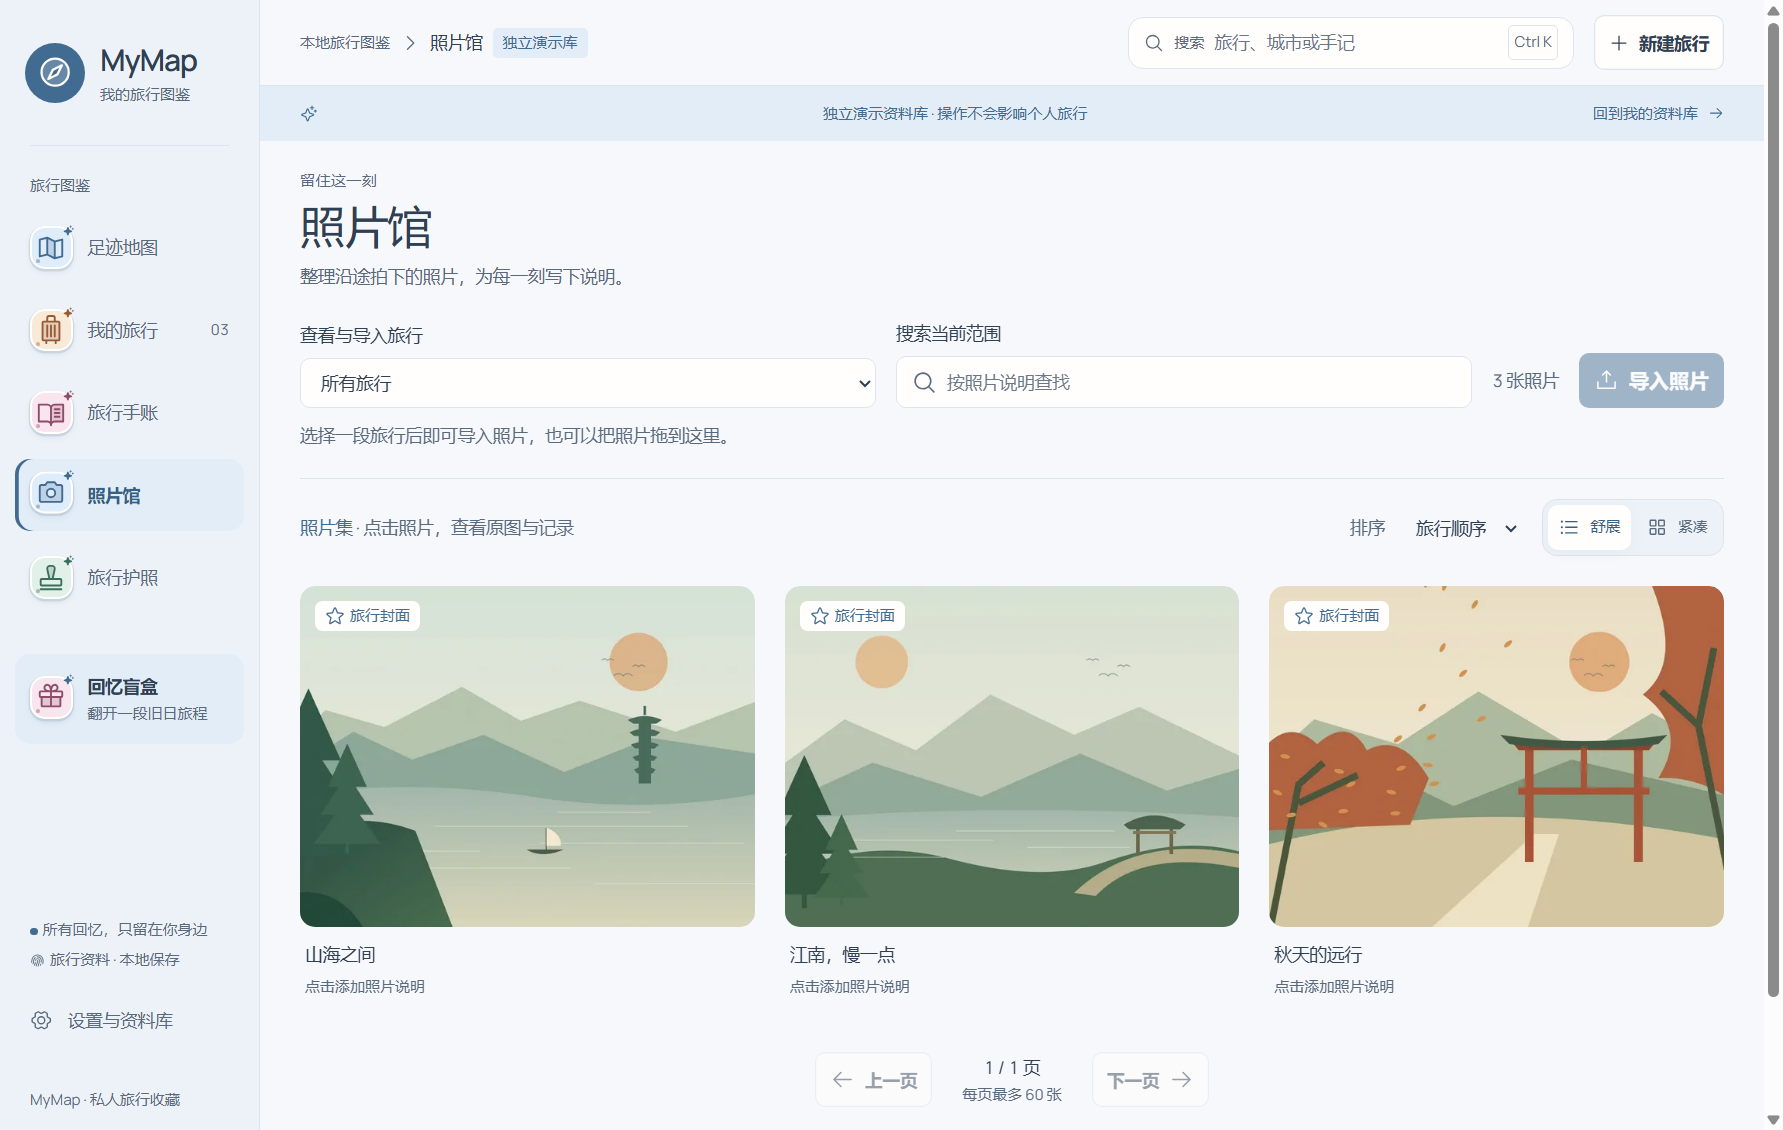 MyMap
我的旅行图鉴
旅行图鉴
足迹地图
我的旅行 03
旅行手账
照片馆
旅行护照
回忆盲盒
翻开一段旧日旅程
所有回忆，只留在你身边
旅行资料 · 本地保存
设置与资料库
MyMap · 私人旅行收藏
本地旅行图鉴 > 照片馆 独立演示库
搜索 旅行、城市或手记 Ctrl K
新建旅行
独立演示资料库 · 操作不会影响个人旅行
回到我的资料库 →
留住这一刻
照片馆
整理沿途拍下的照片，为每一刻写下说明。
查看与导入旅行
所有旅行
搜索当前范围
按照片说明查找
3 张照片
导入照片
选择一段旅行后即可导入照片，也可以把照片拖到这里。
照片集 · 点击照片，查看原图与记录
排序 旅行顺序
舒展 紧凑
旅行封面
山海之间
点击添加照片说明
旅行封面
江南，慢一点
点击添加照片说明
旅行封面
秋天的远行
点击添加照片说明
← 上一页
1 / 1 页
每页最多 60 张
下一页 →